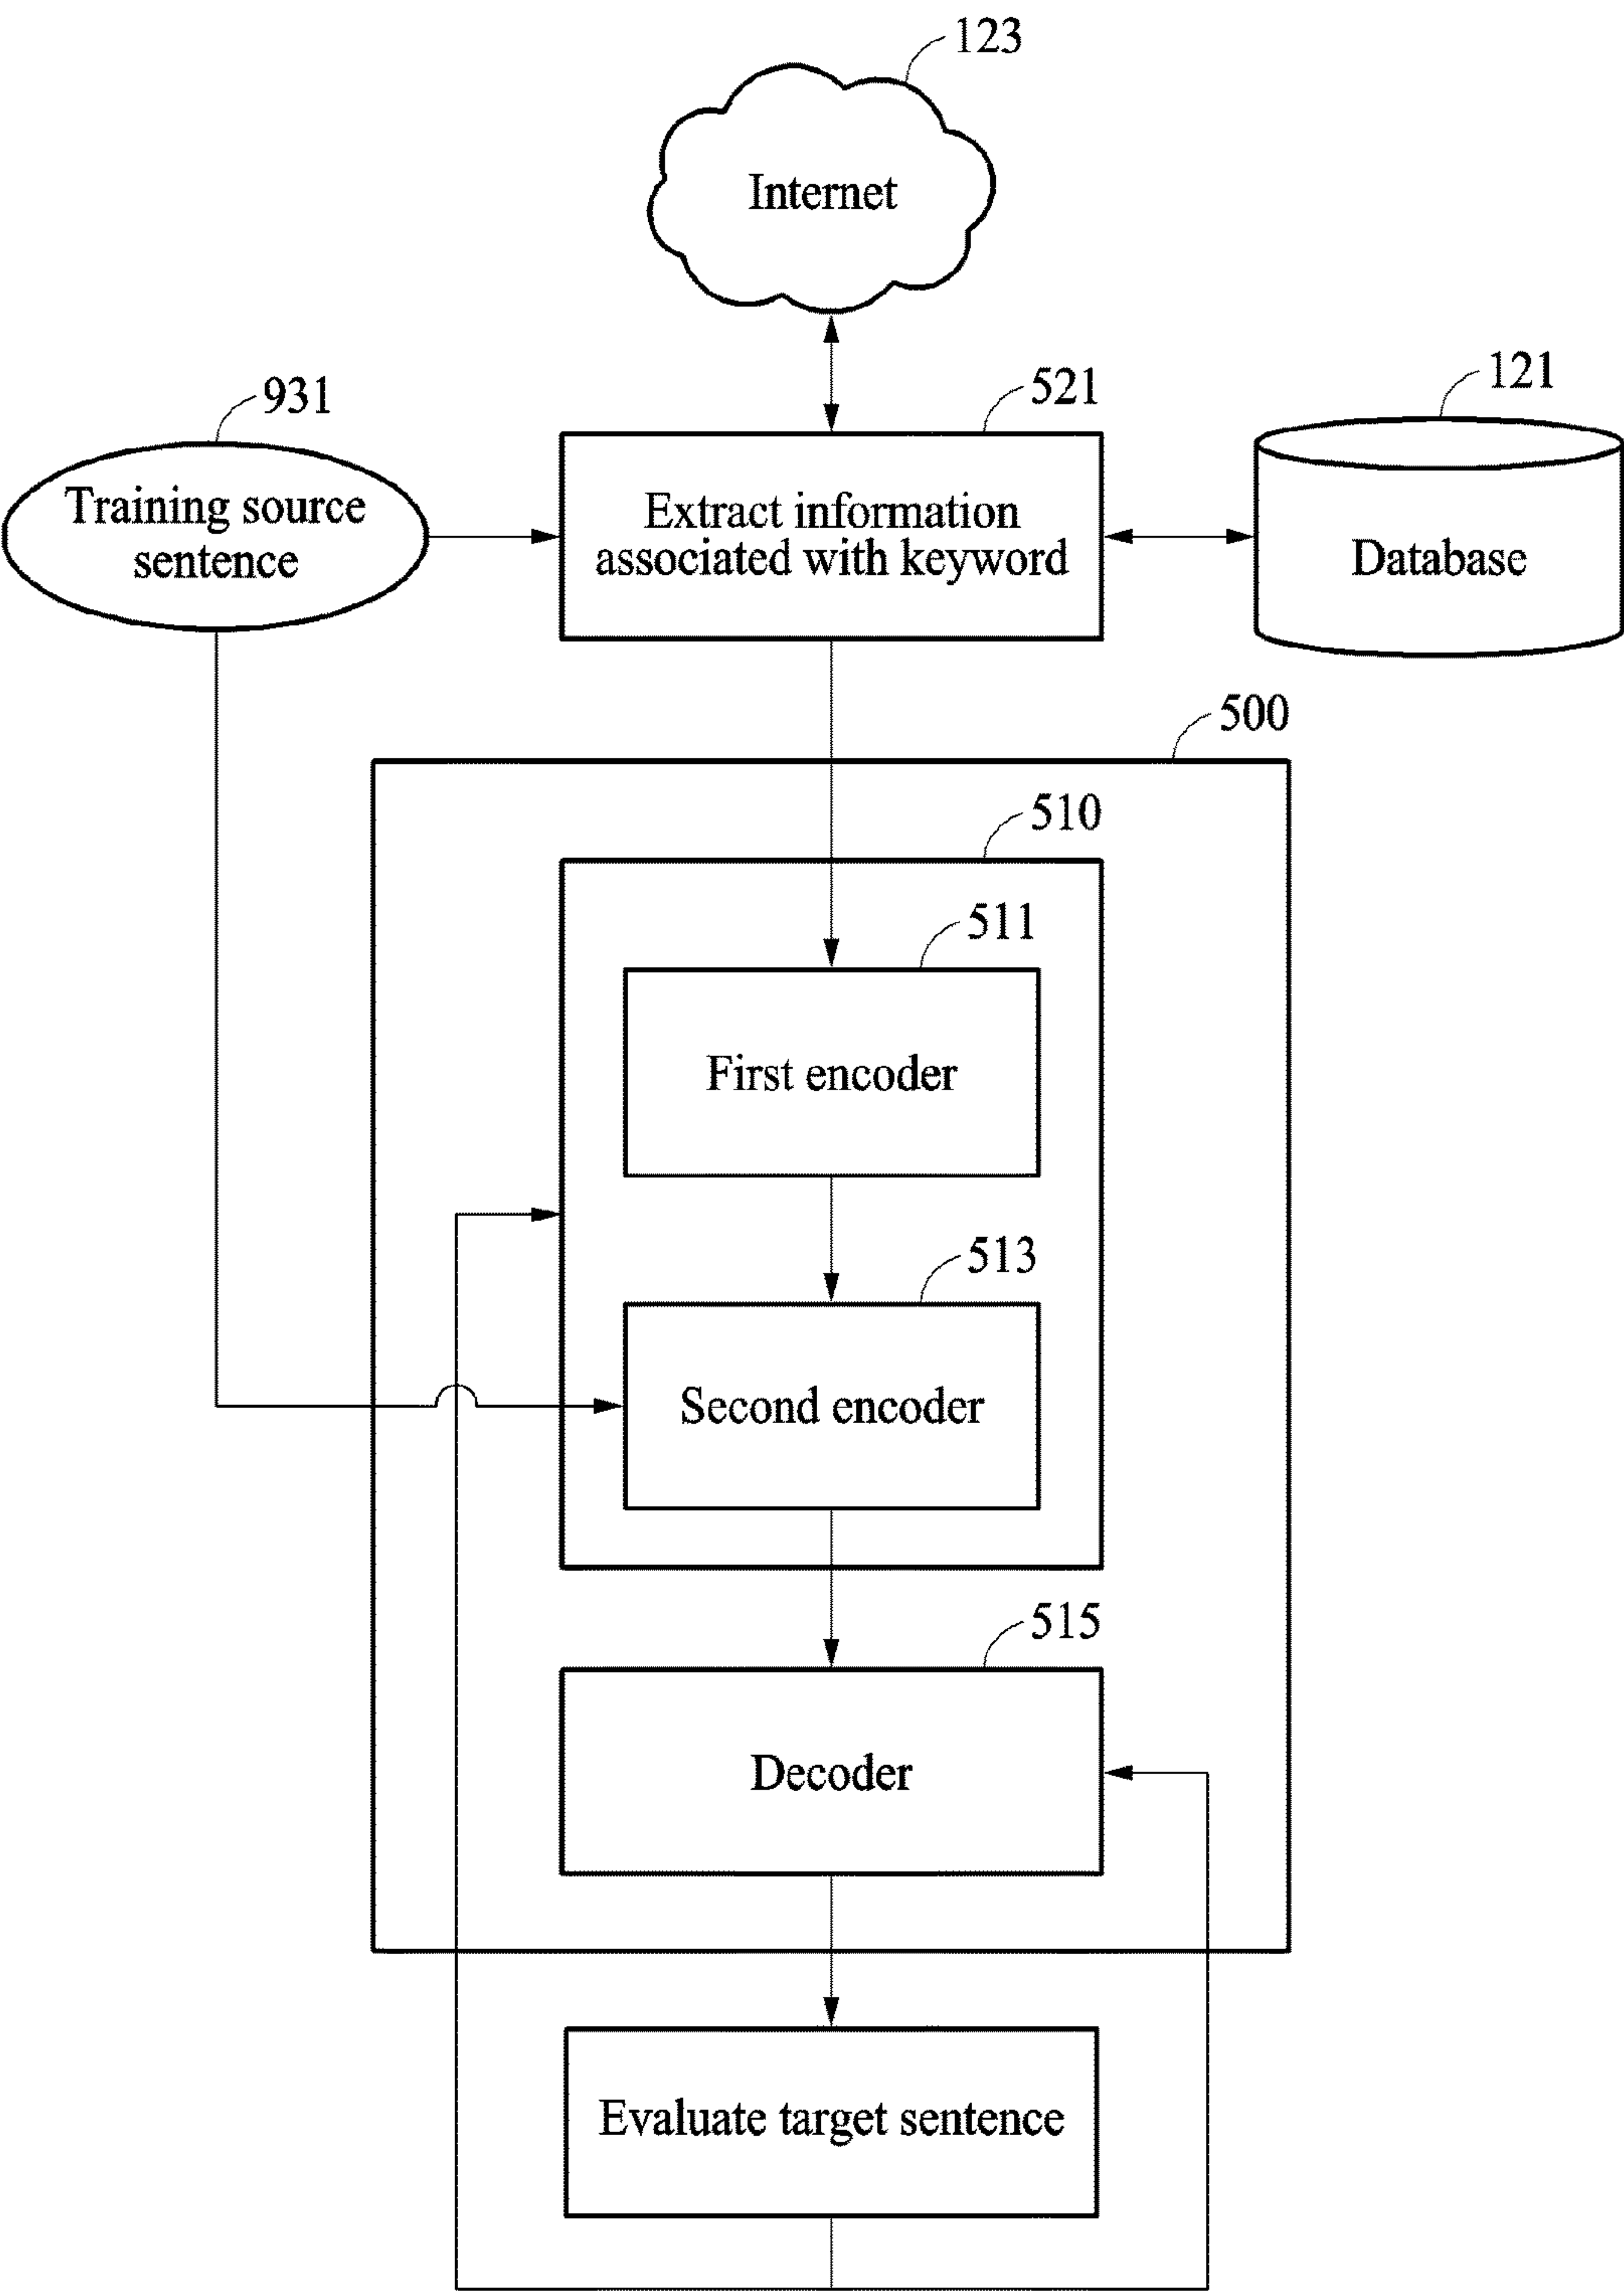 123
Internet
521
121
931
Training source
sentence
Extract information
associated with keyword
Database
500
510
511
First encoder
513
Second encoder
515
Decoder
Evaluate target sentence